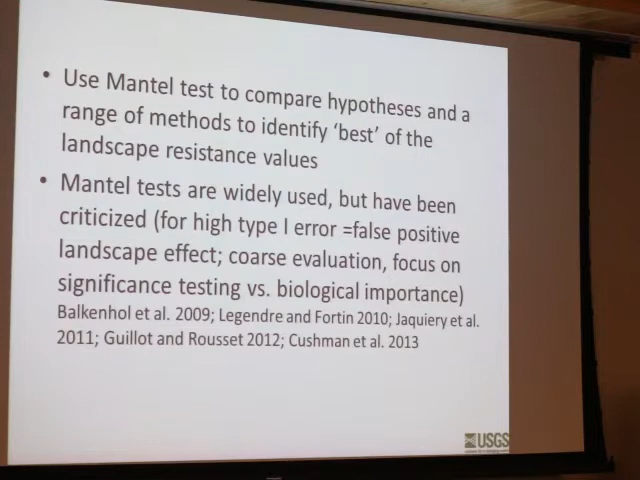 • Use Mantel test to compare hypotheses and a
range of methods to identify ‘best’ of the
landscape resistance values
• Mantel tests are widely used, but have been
criticized (for high type I error =false positive
landscape effect; coarse evaluation, focus on
significance testing vs. biological importance)
Balkenhol et al. 2009; Legendre and Fortin 2010; Jaquiery et al.
2011; Guillot and Rousset 2012; Cushman et al. 2013
USGS